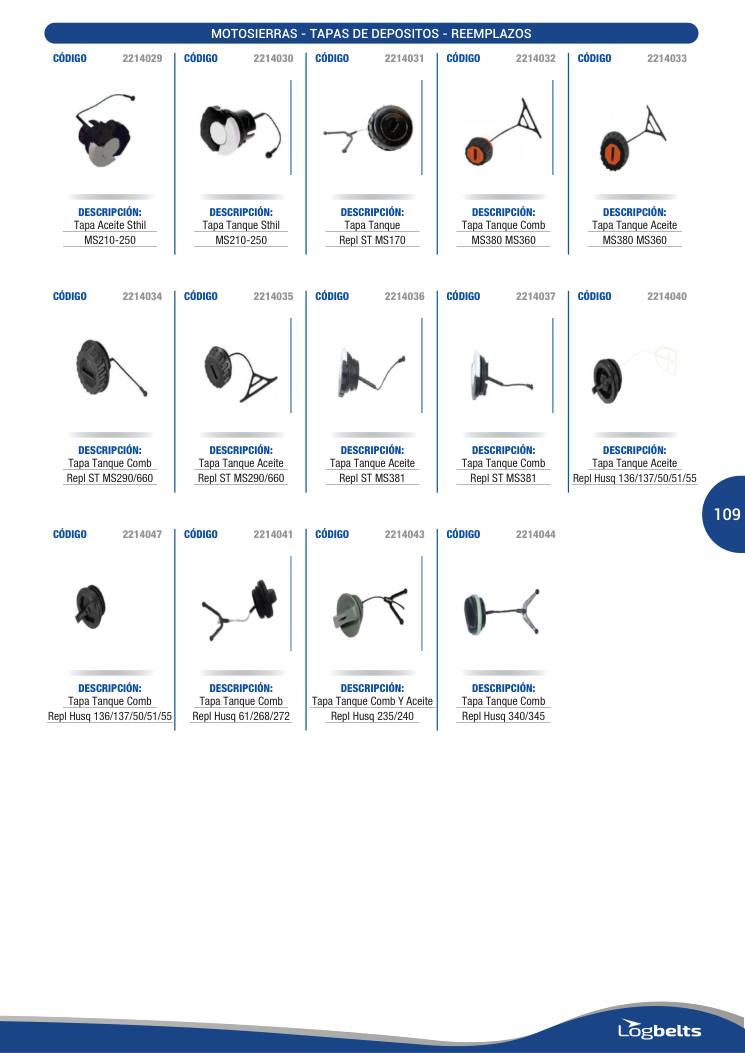 MOTOSIERRAS - TAPAS DE DEPOSITOS - REEMPLAZOS
CÓDIGO 2214029
DESCRIPCIÓN:
Tapa Aceite Sthil
MS210-250
CÓDIGO 2214030
DESCRIPCIÓN:
Tapa Tanque Sthil
MS210-250
CÓDIGO 2214031
DESCRIPCIÓN:
Tapa Tanque
Repl ST MS170
CÓDIGO 2214032
DESCRIPCIÓN:
Tapa Tanque Comb
MS380 MS360
CÓDIGO 2214033
DESCRIPCIÓN:
Tapa Tanque Aceite
MS380 MS360
CÓDIGO 2214034
DESCRIPCIÓN:
Tapa Tanque Comb
Repl ST MS290/660
CÓDIGO 2214035
DESCRIPCIÓN:
Tapa Tanque Aceite
Repl ST MS290/660
CÓDIGO 2214036
DESCRIPCIÓN:
Tapa Tanque Aceite
Repl ST MS381
CÓDIGO 2214037
DESCRIPCIÓN:
Tapa Tanque Comb
Repl ST MS381
CÓDIGO 2214040
DESCRIPCIÓN:
Tapa Tanque Aceite
Repl Husq 136/137/50/51/55
109
CÓDIGO 2214047
DESCRIPCIÓN:
Tapa Tanque Comb
Repl Husq 136/137/50/51/55
CÓDIGO 2214041
DESCRIPCIÓN:
Tapa Tanque Comb
Repl Husq 61/268/272
CÓDIGO 2214043
DESCRIPCIÓN:
Tapa Tanque Comb Y Aceite
Repl Husq 235/240
CÓDIGO 2214044
DESCRIPCIÓN:
Tapa Tanque Comb
Repl Husq 340/345
Logbelts